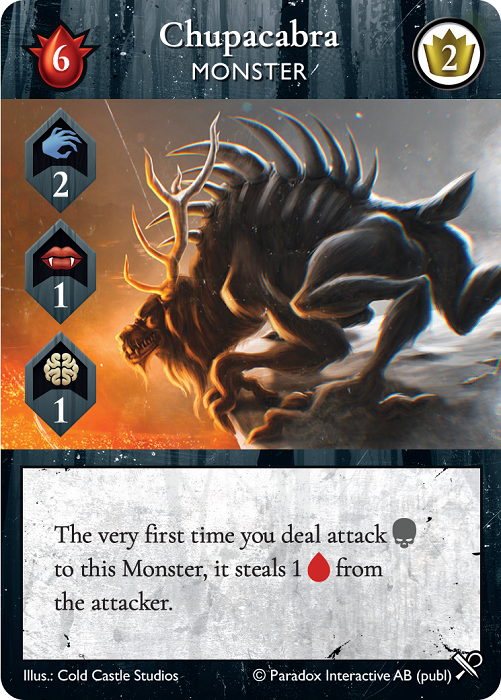 Chupacabra
6
2
MONSTER
2
1
1
The very first time you deal attack
to this Monster, it steals 1 from
the attacker.
Illus.: Cold Castle Studios © Paradox Interactive AB (publ)